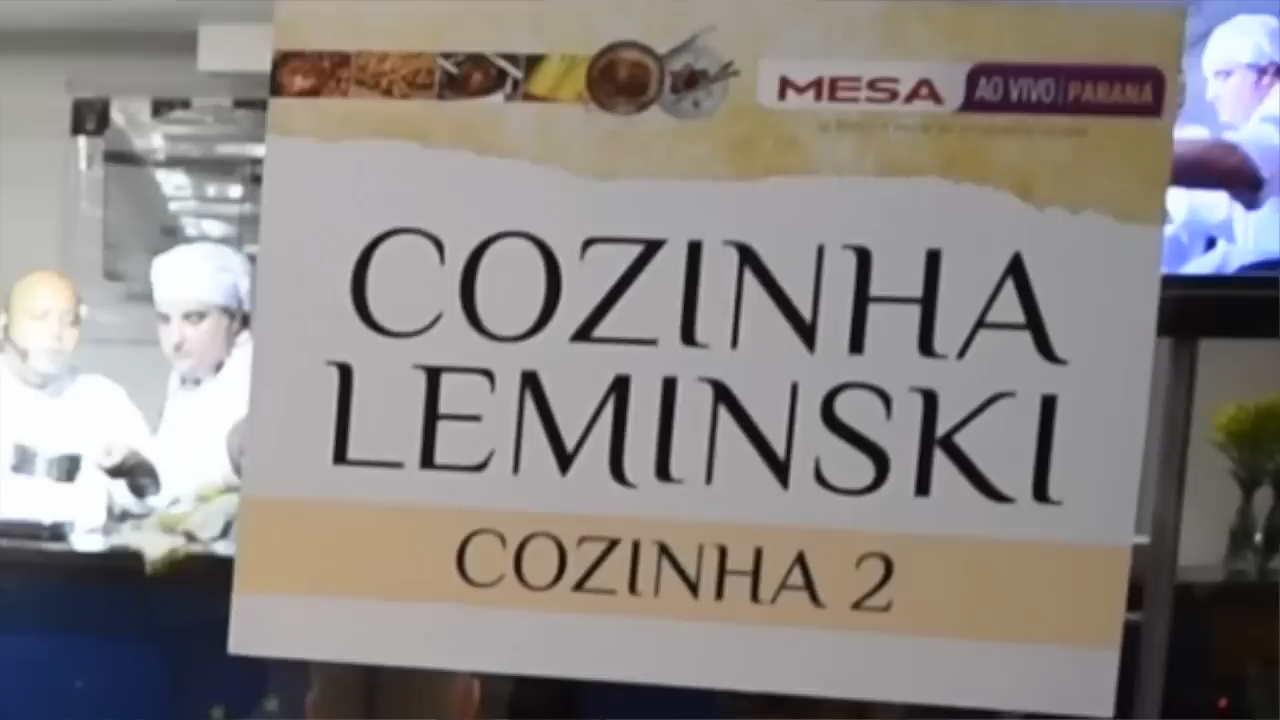 MESA AO VIVO | PARANÁ
COZINHA
LEMINSKI
COZINHA 2